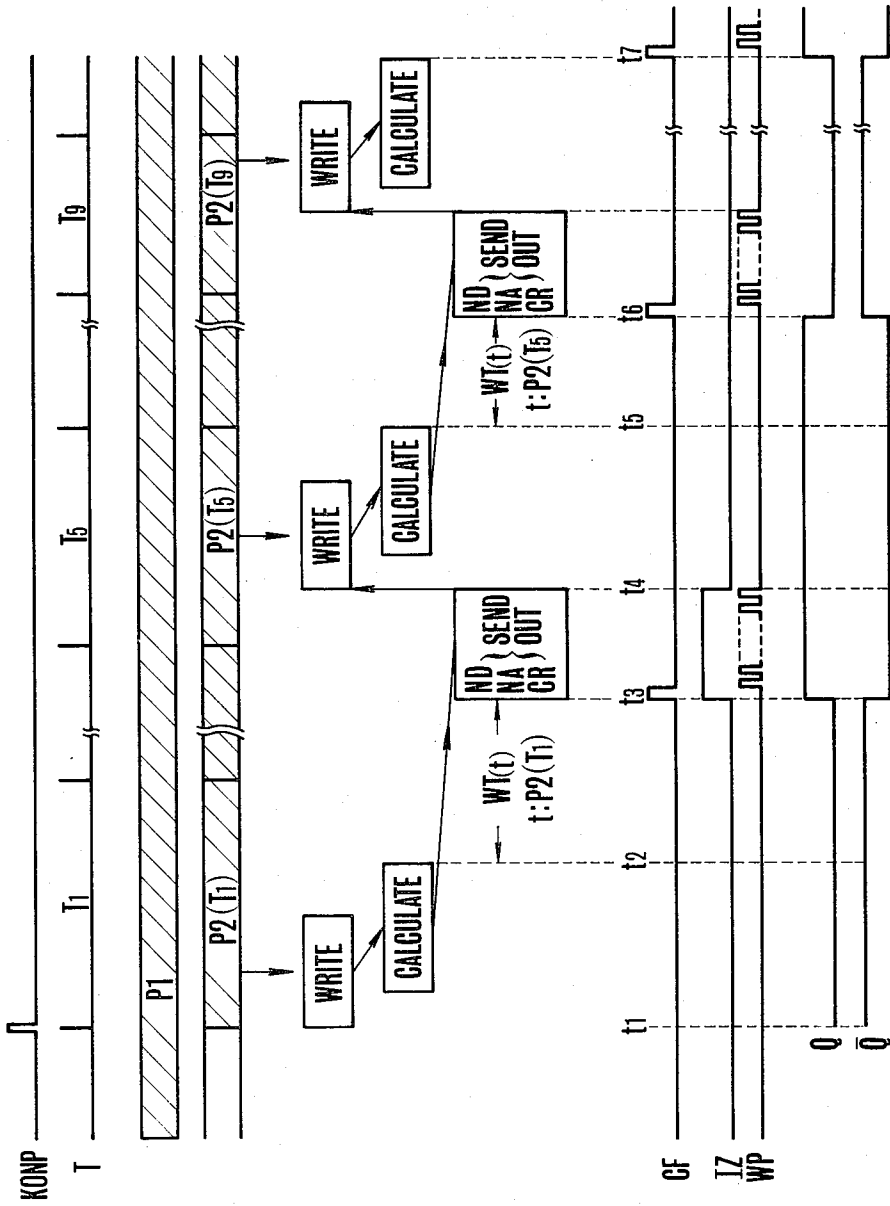 KONP
T
T1
T5
T9
P1
P2(T1)
P2(T5)
P2(T9)
WRITE
CALCULATE
WT(t)
t:P2(T1)
ND
NA
CR
SEND
OUT
WRITE
CALCULATE
WT(t)
t:P2(T5)
ND
NA
CR
SEND
OUT
WRITE
CALCULATE
t1
t2
t3
t4
t5
t6
t7
CF
IZ
WP
Q
Q̅